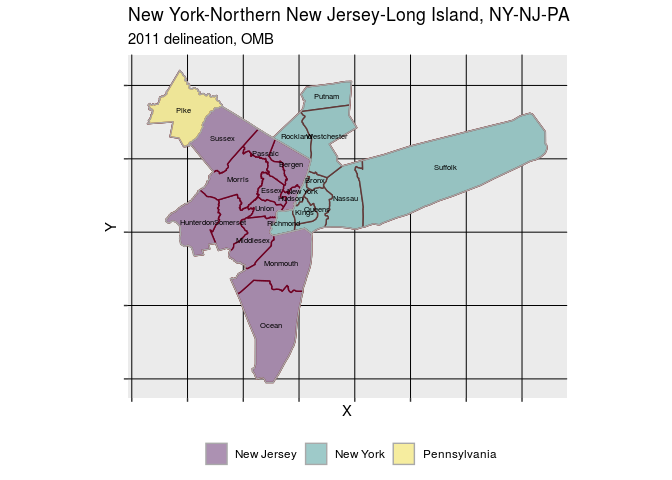 New York-Northern New Jersey-Long Island, NY-NJ-PA
2011 delineation, OMB
Putnam
Pike
Rockland
Westchester
Sussex
Passaic
Bergen
Suffolk
Morris
Bronx
Essex
New York
Hudson
Nassau
Union
Queens
Kings
Hunterdon
Somerset
Richmond
Middlesex
Monmouth
Ocean
Y
X
New Jersey
New York
Pennsylvania